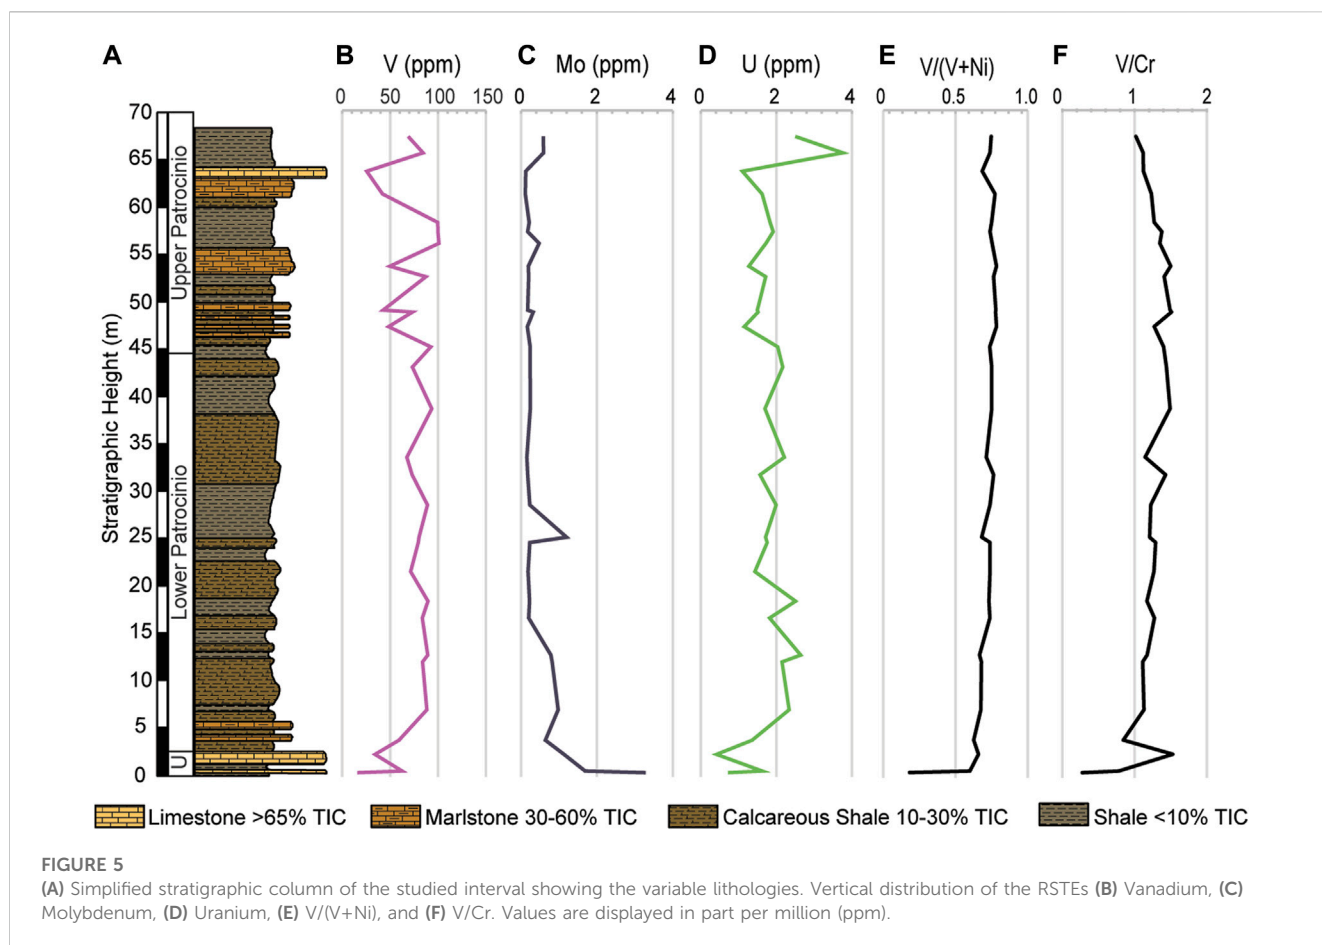 A
B
C
D
E
F
V (ppm)
Mo (ppm)
U (ppm)
V/(V+Ni)
V/Cr
0 50 100 150
0 2 4
0 2 4
0 0.5 1.0
0 1 2
Stratigraphic Height (m)
70
65
60
55
50
45
40
35
30
25
20
15
10
5
0
Upper Patrocinio
Lower Patrocinio
U
Limestone >65% TIC
Marlstone 30-60% TIC
Calcareous Shale 10-30% TIC
Shale <10% TIC
FIGURE 5
(A) Simplified stratigraphic column of the studied interval showing the variable lithologies. Vertical distribution of the RSTEs (B) Vanadium, (C)
Molybdenum, (D) Uranium, (E) V/(V+Ni), and (F) V/Cr. Values are displayed in part per million (ppm).